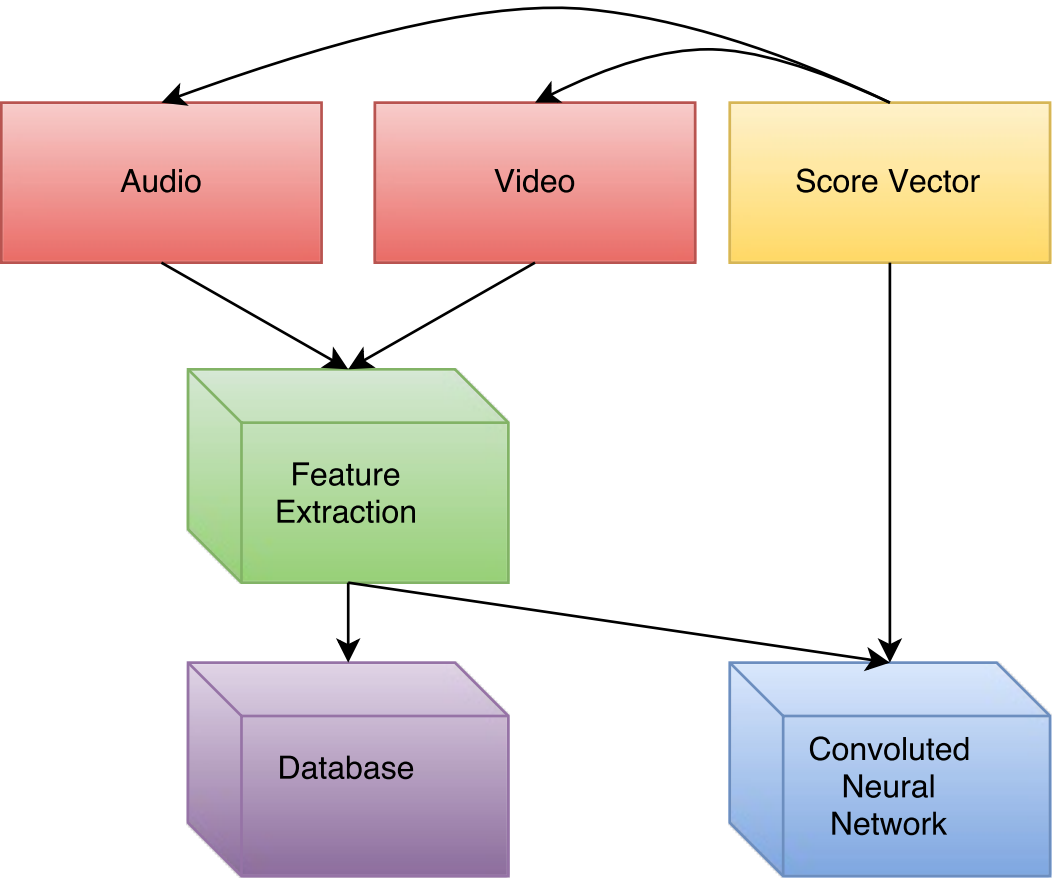 Audio
Video
Score Vector
Feature
Extraction
Database
Convoluted
Neural
Network